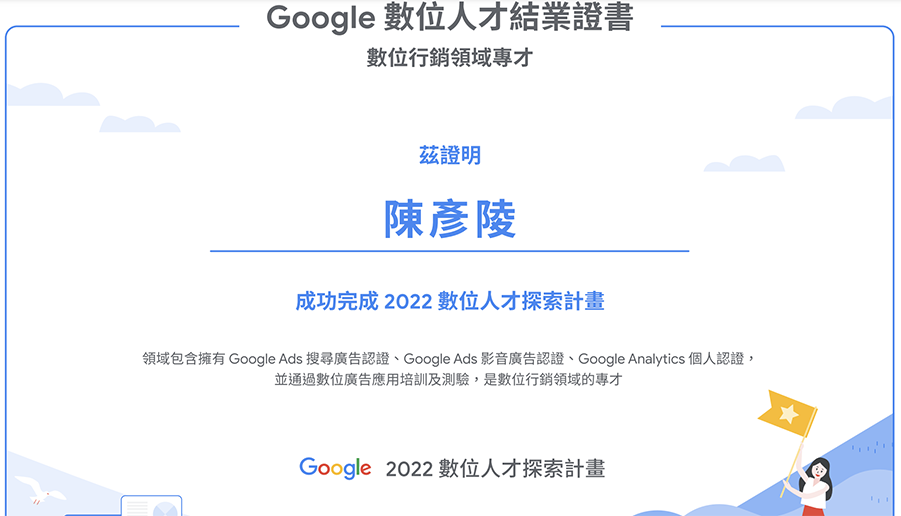 Google 數位人才結業證書
數位行銷領域專才
茲證明
陳彥陵
成功完成 2022 數位人才探索計畫
領域包含擁有 Google Ads 搜尋廣告認證、Google Ads 影音廣告認證、Google Analytics 個人認證，
並通過數位廣告應用培訓及測驗，是數位行銷領域的專才
Google 2022 數位人才探索計畫